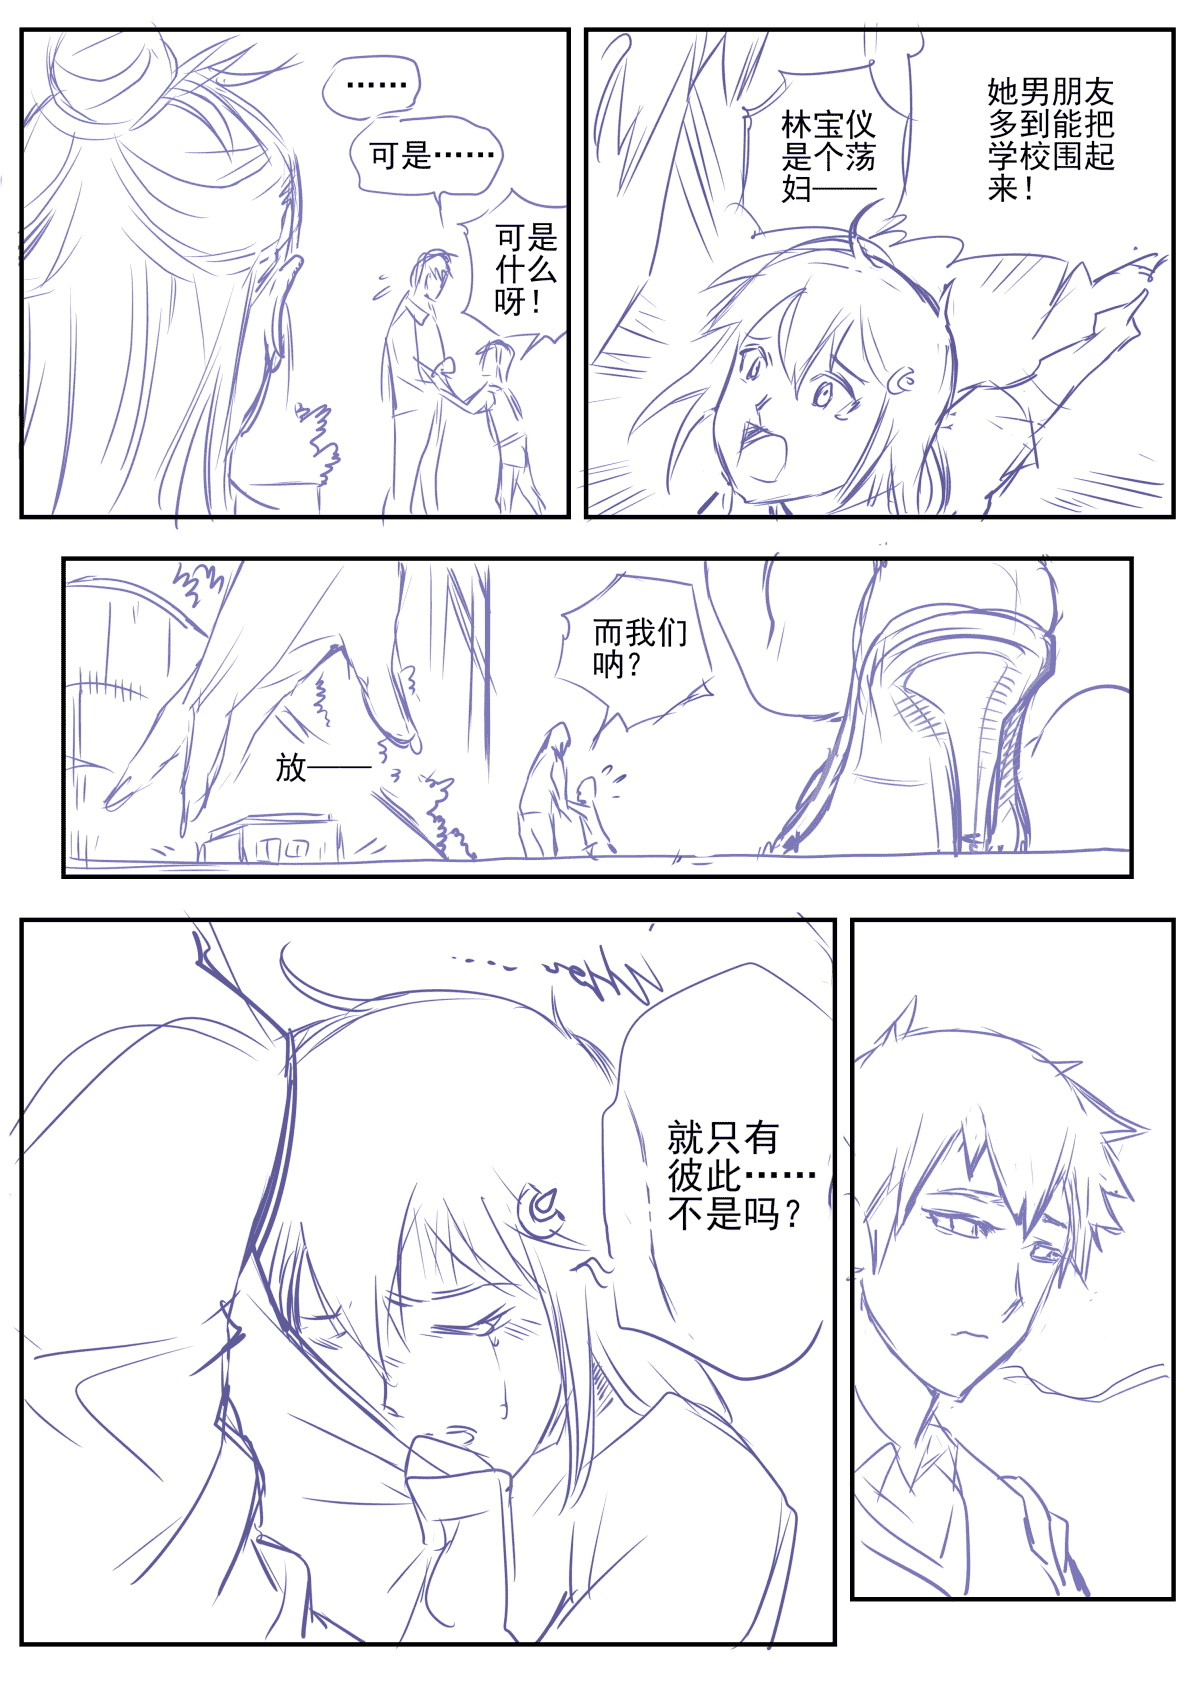 ……
可是……
可是
什么
呀！
林宝仪
是个荡
妇——
她男朋友
多到能把
学校围起
来！
放——
而我们
呐？
就只有
彼此……
不是吗？